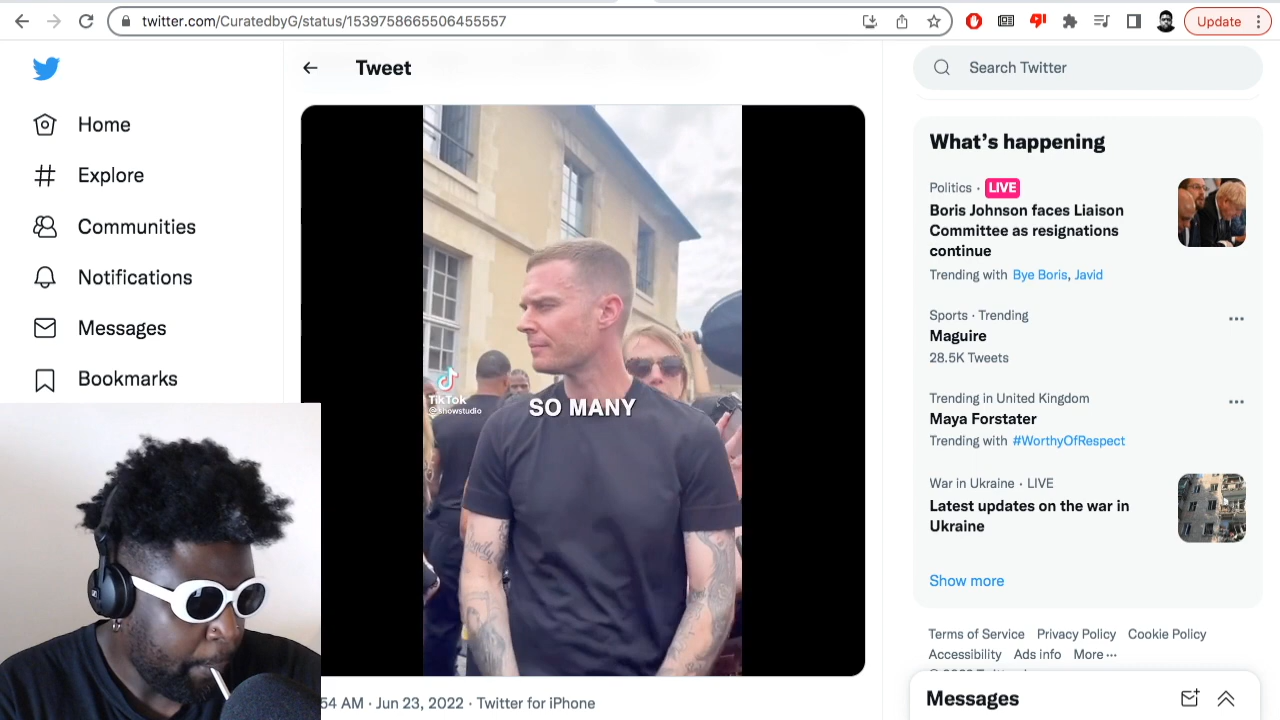 twitter.com/CuratedbyG/status/1539758665506455557
Update
Tweet
Search Twitter
Home
Explore
Communities
Notifications
Messages
Bookmarks
TikTok
@showstudio
SO MANY
54 AM · Jun 23, 2022 · Twitter for iPhone
What’s happening
Politics · LIVE
Boris Johnson faces Liaison
Committee as resignations
continue
Trending with Bye Boris, Javid
Sports · Trending
Maguire
28.5K Tweets
Trending in United Kingdom
Maya Forstater
Trending with #WorthyOfRespect
War in Ukraine · LIVE
Latest updates on the war in
Ukraine
Show more
Terms of Service Privacy Policy Cookie Policy
Accessibility Ads info More ···
Messages